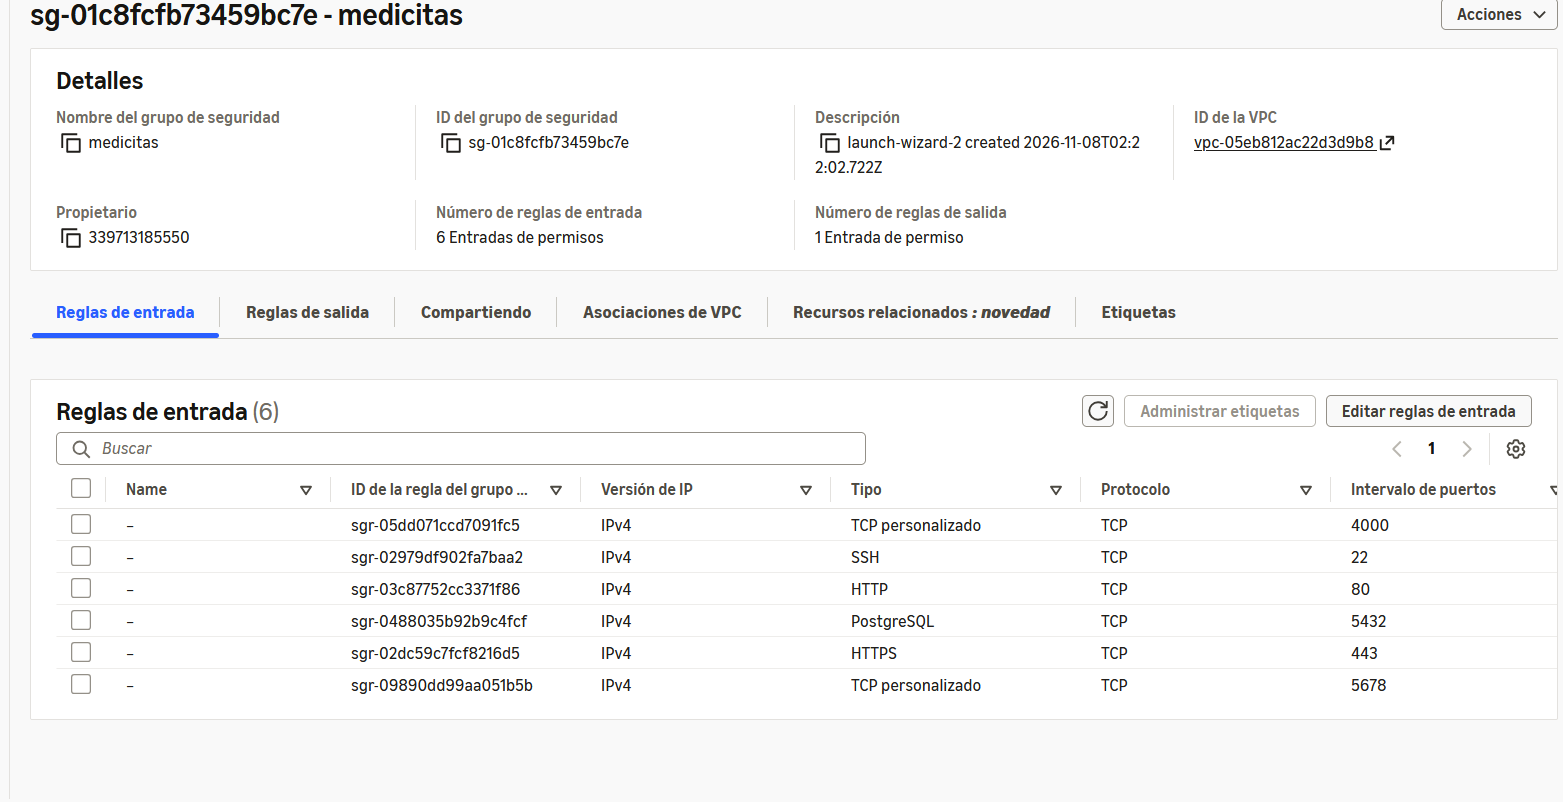 sg-01c8fcfb73459bc7e - medicitas
Acciones
Detalles
Nombre del grupo de seguridad
medicitas
ID del grupo de seguridad
sg-01c8fcfb73459bc7e
Descripción
launch-wizard-2 created 2026-11-08T02:2
2:02.722Z
ID de la VPC
vpc-05eb812ac22d3d9b8
Propietario
339713185550
Número de reglas de entrada
6 Entradas de permisos
Número de reglas de salida
1 Entrada de permiso
Reglas de entrada
Reglas de salida
Compartiendo
Asociaciones de VPC
Recursos relacionados : novedad
Etiquetas
Reglas de entrada (6)
Administrar etiquetas
Editar reglas de entrada
Buscar
1
Name ID de la regla del grupo ... Versión de IP Tipo Protocolo Intervalo de puertos
– sgr-05dd071ccd7091fc5 IPv4 TCP personalizado TCP 4000
– sgr-02979df902fa7baa2 IPv4 SSH TCP 22
– sgr-03c87752cc3371f86 IPv4 HTTP TCP 80
– sgr-0488035b92b9c4fcf IPv4 PostgreSQL TCP 5432
– sgr-02dc59c7fcf8216d5 IPv4 HTTPS TCP 443
– sgr-09890dd99aa051b5b IPv4 TCP personalizado TCP 5678